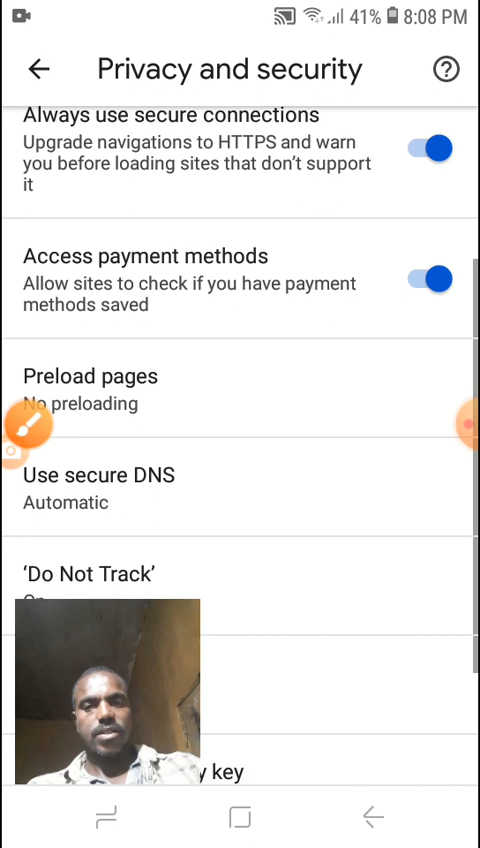 41% 8:08 PM
Privacy and security
Always use secure connections
Upgrade navigations to HTTPS and warn
you before loading sites that don’t support
it
Access payment methods
Allow sites to check if you have payment
methods saved
Preload pages
No preloading
Use secure DNS
Automatic
‘Do Not Track’
On
y key